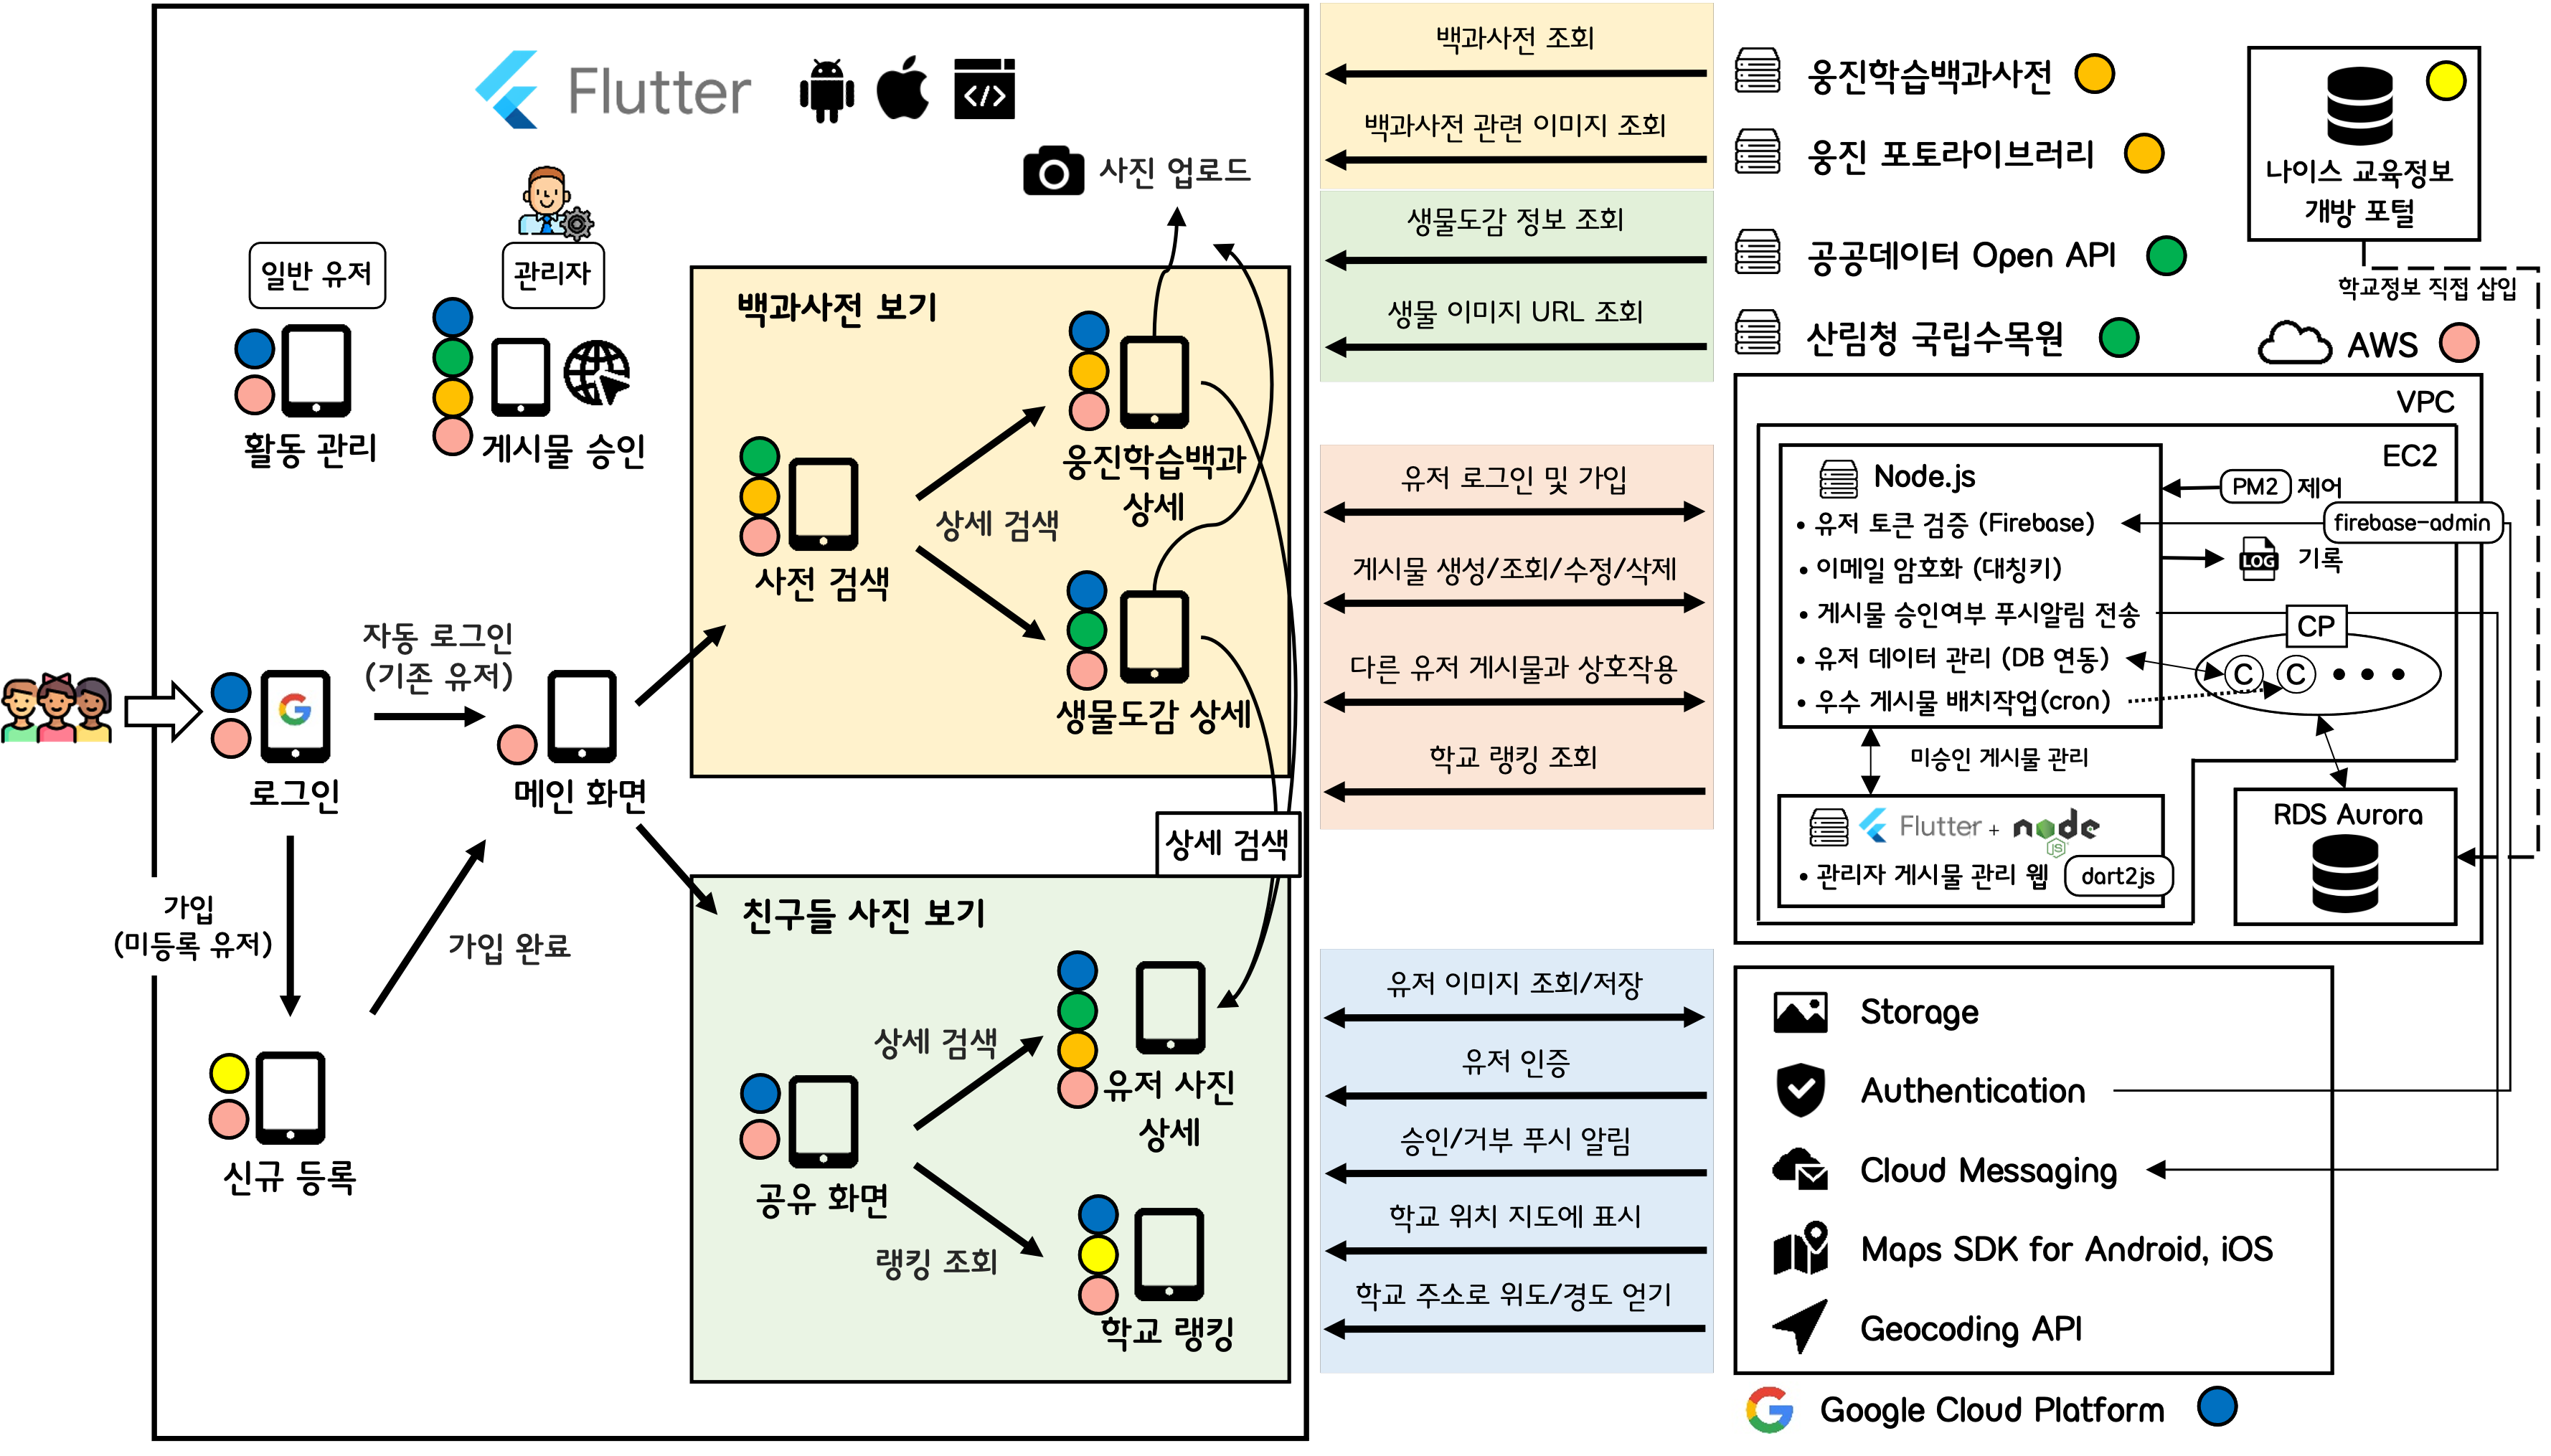 Flutter
사진 업로드
일반 유저
관리자
활동 관리
게시물 승인
백과사전 보기
사전 검색
상세 검색
웅진학습백과
상세
생물도감 상세
자동 로그인
(기존 유저)
로그인
메인 화면
상세 검색
가입
(미등록 유저)
가입 완료
신규 등록
친구들 사진 보기
공유 화면
상세 검색
유저 사진
상세
랭킹 조회
학교 랭킹
백과사전 조회
백과사전 관련 이미지 조회
생물도감 정보 조회
생물 이미지 URL 조회
유저 로그인 및 가입
게시물 생성/조회/수정/삭제
다른 유저 게시물과 상호작용
학교 랭킹 조회
유저 이미지 조회/저장
유저 인증
승인/거부 푸시 알림
학교 위치 지도에 표시
학교 주소로 위도/경도 얻기
웅진학습백과사전
웅진 포토라이브러리
공공데이터 Open API
산림청 국립수목원
나이스 교육정보
개방 포털
학교정보 직접 삽입
AWS
VPC
EC2
Node.js
PM2 제어
• 유저 토큰 검증 (Firebase)
firebase-admin
• 이메일 암호화 (대칭키)
LOG 기록
• 게시물 승인여부 푸시알림 전송
CP
• 유저 데이터 관리 (DB 연동)
C C • • •
• 우수 게시물 배치작업(cron)
미승인 게시물 관리
Flutter + node
JS
• 관리자 게시물 관리 웹
dart2js
RDS Aurora
Storage
Authentication
Cloud Messaging
Maps SDK for Android, iOS
Geocoding API
Google Cloud Platform